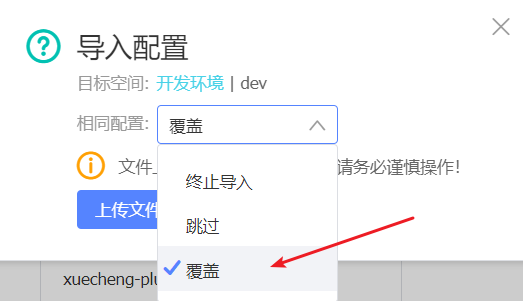 导入配置
目标空间: 开发环境 | dev
相同配置: 覆盖
终止导入
跳过
覆盖
文件上 请务必谨慎操作!
上传文件
xuecheng-plu